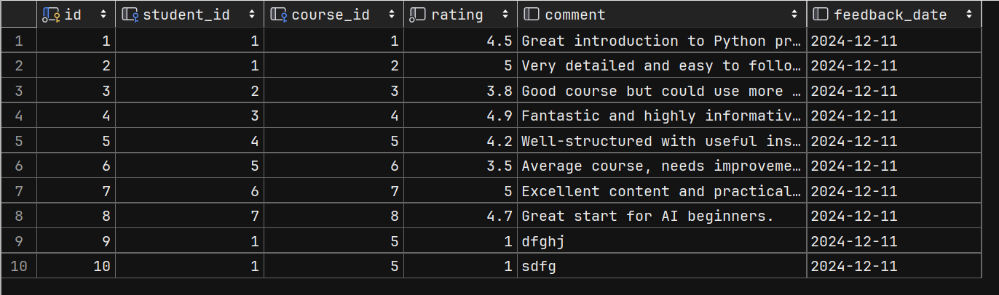 id student_id course_id rating comment feedback_date
1 1 1 1 4.5 Great introduction to Python pr… 2024-12-11
2 2 1 2 5 Very detailed and easy to follo… 2024-12-11
3 3 2 3 3.8 Good course but could use more … 2024-12-11
4 4 3 4 4.9 Fantastic and highly informativ… 2024-12-11
5 5 4 5 4.2 Well-structured with useful ins… 2024-12-11
6 6 5 6 3.5 Average course, needs improveme… 2024-12-11
7 7 6 7 5 Excellent content and practical… 2024-12-11
8 8 7 8 4.7 Great start for AI beginners. 2024-12-11
9 9 1 5 1 dfghj 2024-12-11
10 10 1 5 1 sdfg 2024-12-11